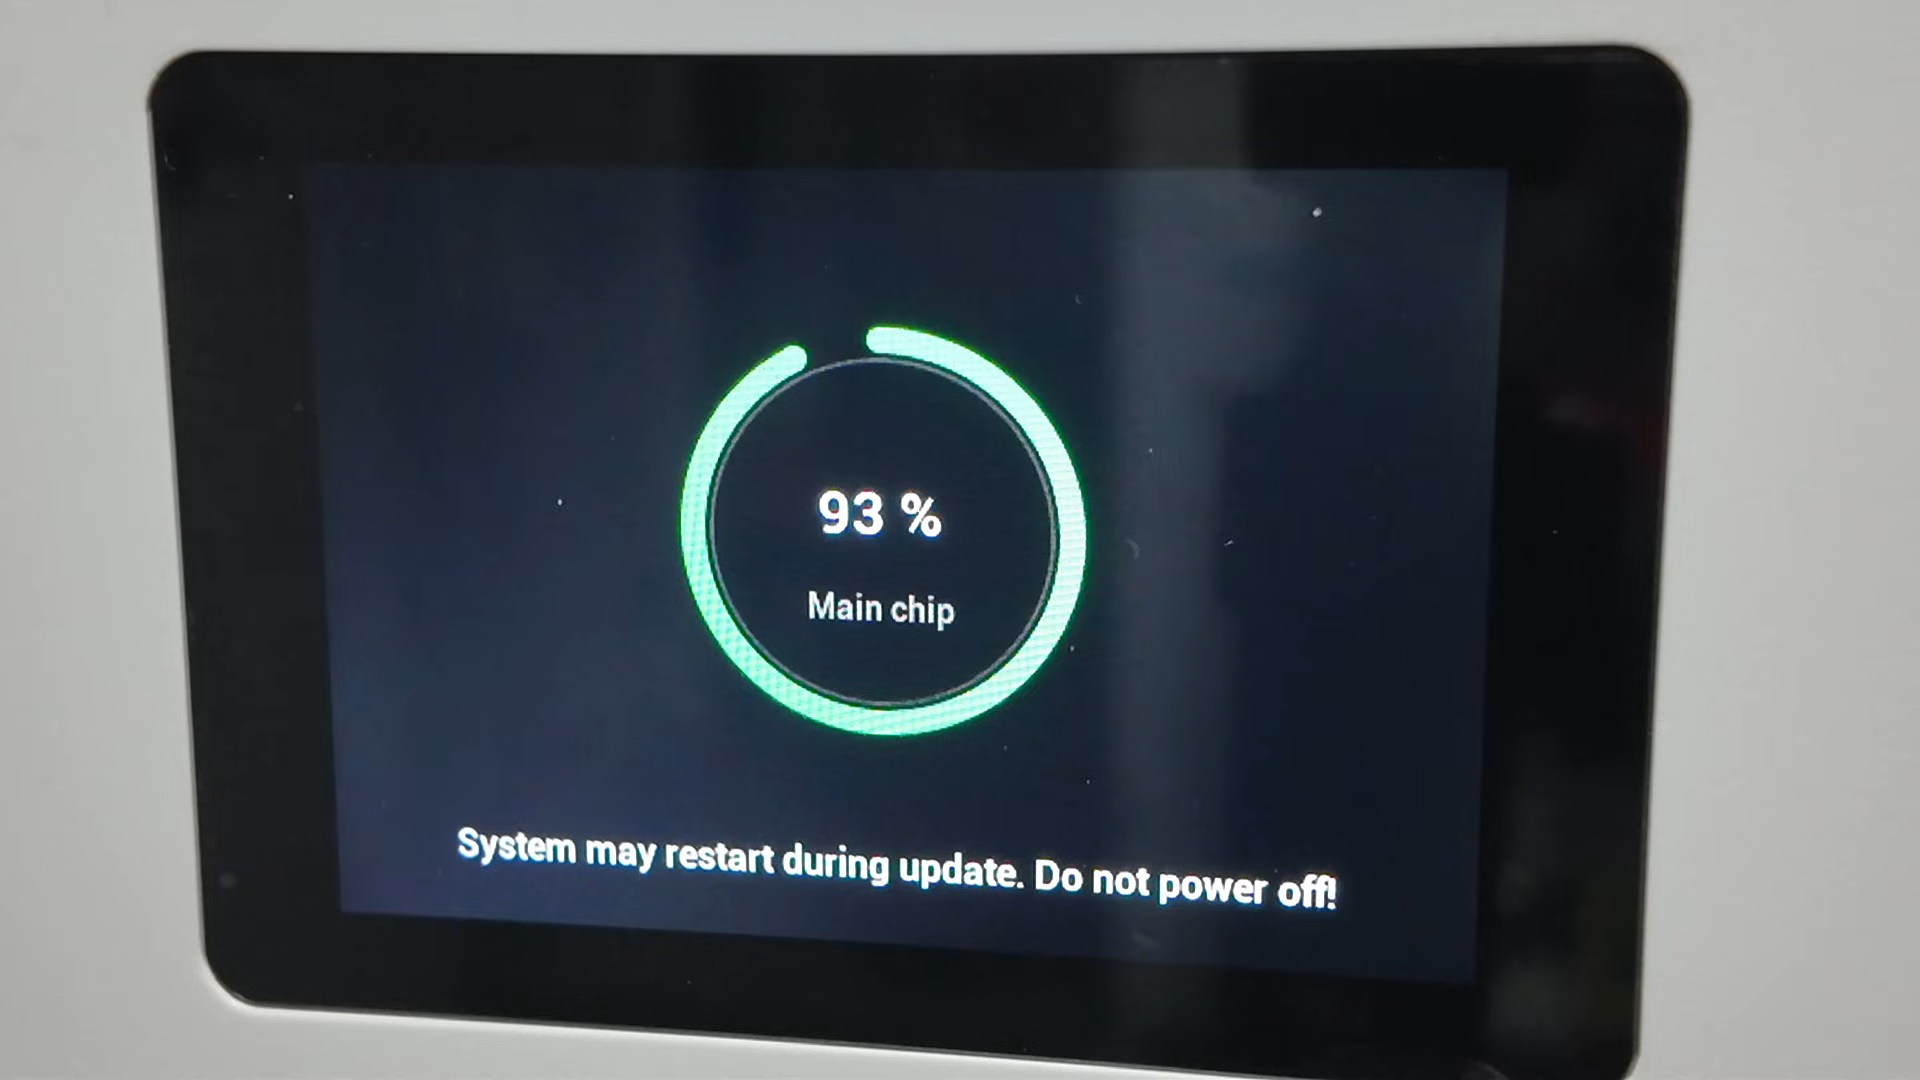 93 %
Main chip
System may restart during update. Do not power off!